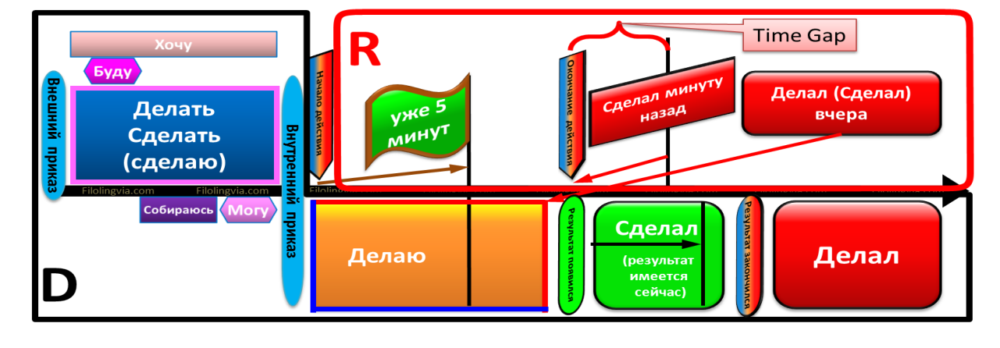 Хочу
Буду
Внешний приказ
Делать
Сделать
(сделаю)
Внутренний приказ
Filolingvia.com
Filolingvia.com
Filolingvia.com
Собираюсь
Могу
D
R
Начало действия
уже 5
минут
Окончание действия
Time Gap
Сделал минуту
назад
Делал (Сделал)
вчера
Делаю
Результат появился
Сделал
(результат
имеется
сейчас)
Результат закончился
Делал